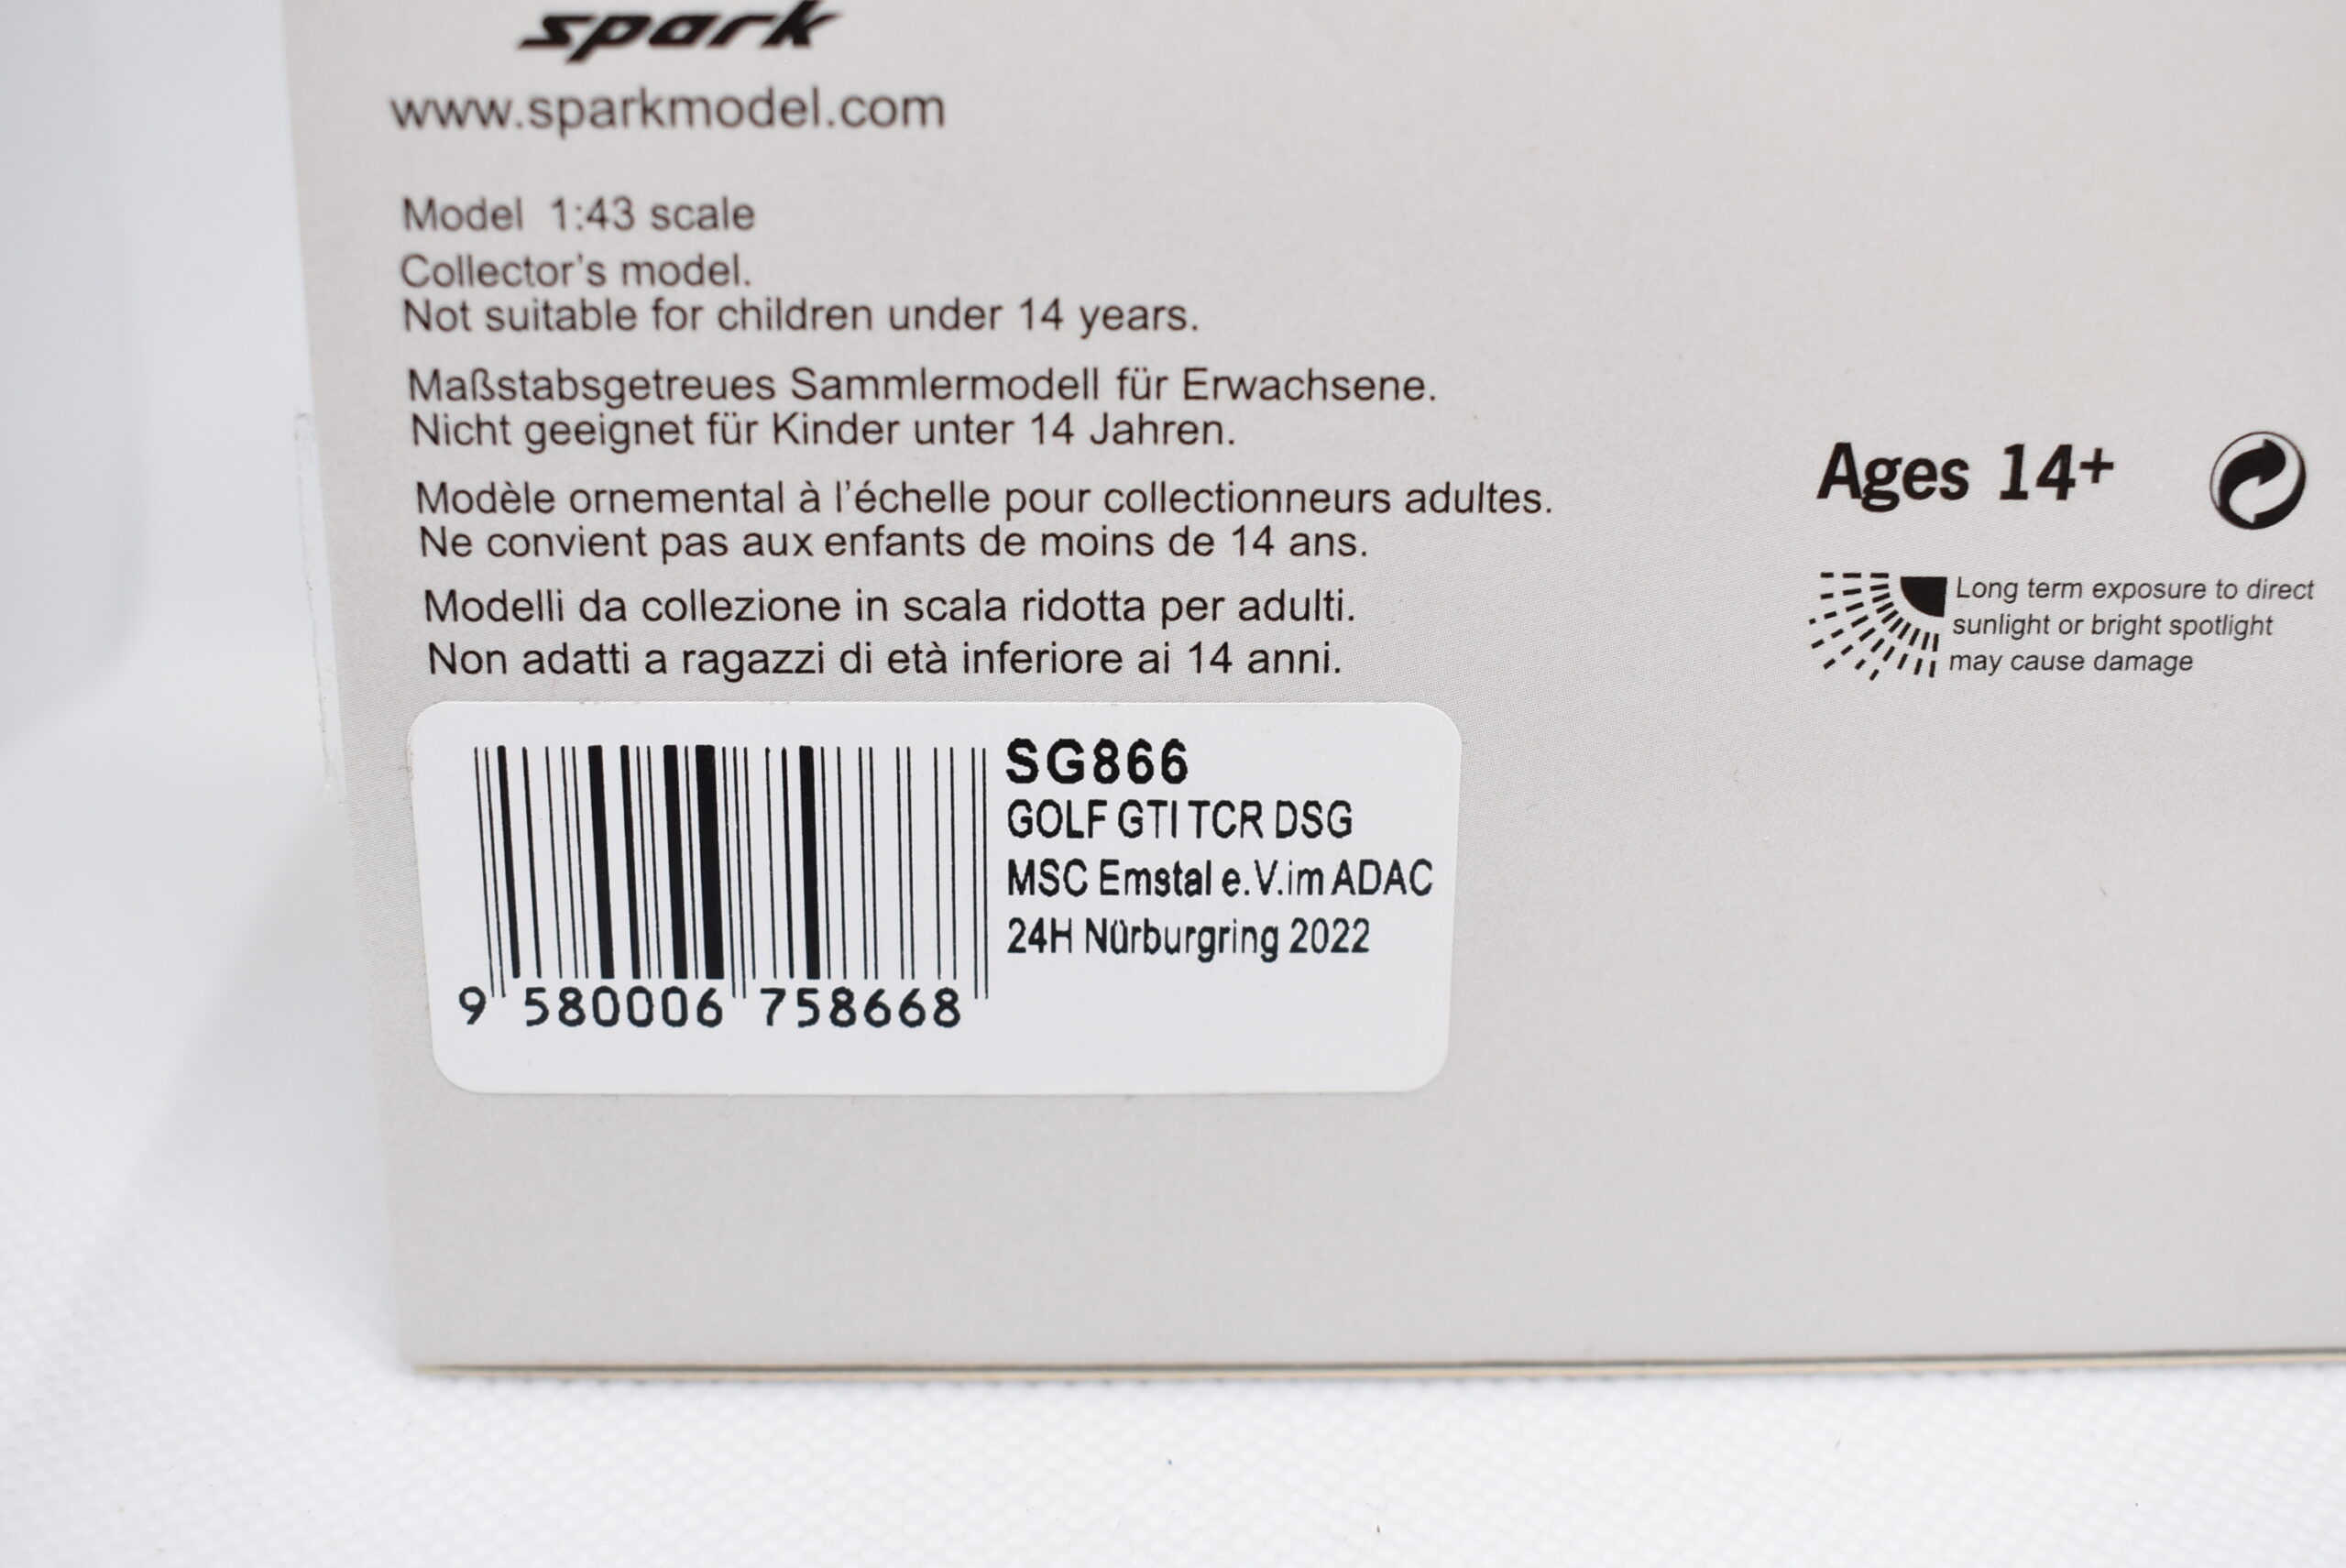 spark
www.sparkmodel.com
Model 1:43 scale
Collector's model.
Not suitable for children under 14 years.
Maßstabsgetreues Sammlermodell für Erwachsene.
Nicht geeignet für Kinder unter 14 Jahren.
Modèle ornemental à l'échelle pour collectionneurs adultes.
Ne convient pas aux enfants de moins de 14 ans.
Modelli da collezione in scala ridotta per adulti.
Non adatti a ragazzi di età inferiore ai 14 anni.
Ages 14+
Long term exposure to direct
sunlight or bright spotlight
may cause damage
SG866
GOLF GTI TCR DSG
MSC Emstal e.V.im ADAC
24H Nürburgring 2022
9 580006 758668